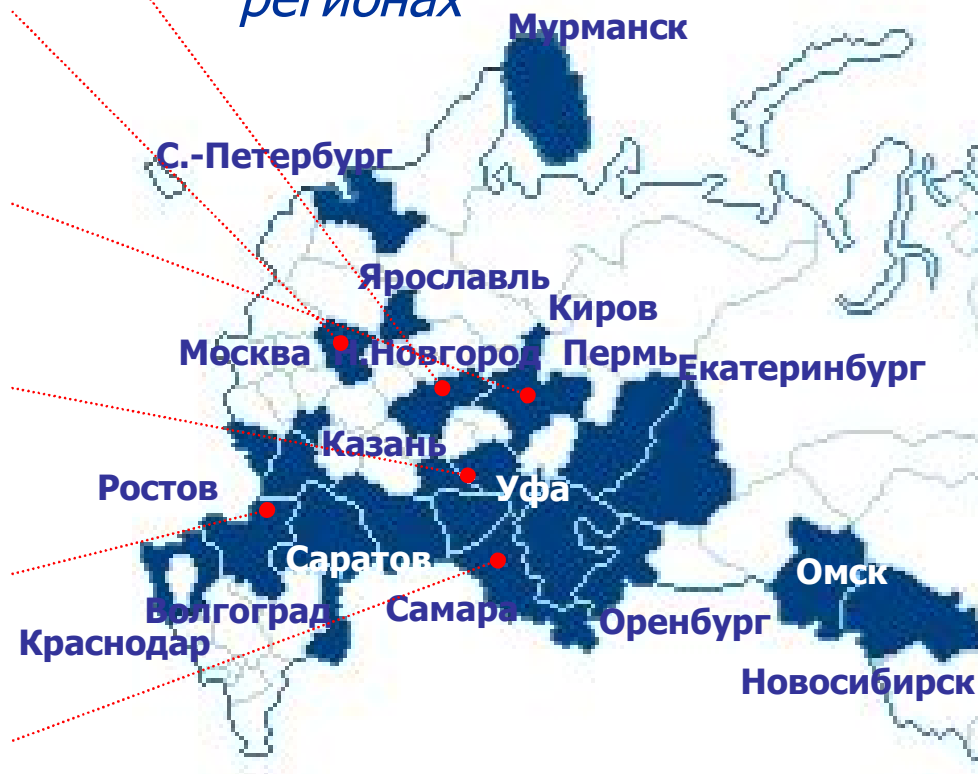 регионах
Мурманск
С.-Петербург
Ярославль
Киров
Москва Н.Новгород Пермь Екатеринбург
Казань
Ростов
Уфа
Саратов
Омск
Волгоград Самара Оренбург
Краснодар
Новосибирск